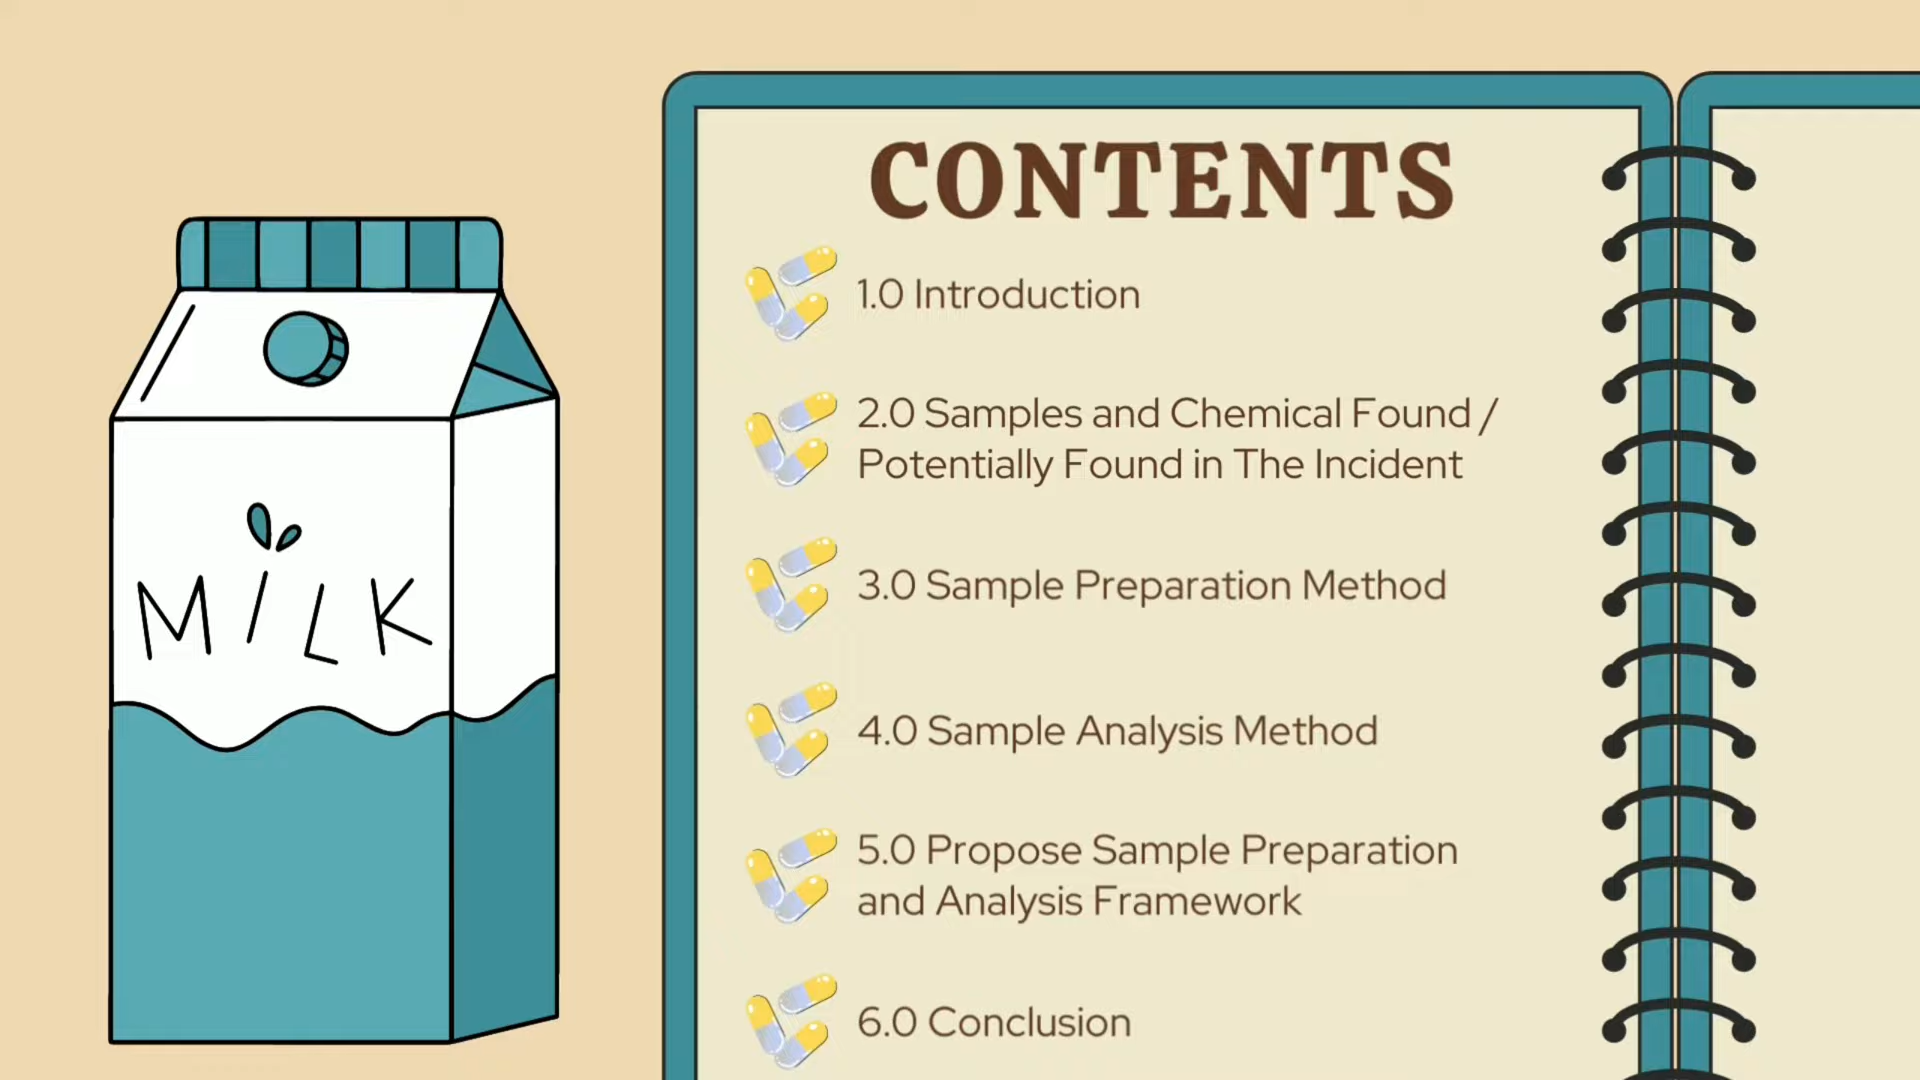 MILK
CONTENTS
1.0 Introduction
2.0 Samples and Chemical Found /
Potentially Found in The Incident
3.0 Sample Preparation Method
4.0 Sample Analysis Method
5.0 Propose Sample Preparation
and Analysis Framework
6.0 Conclusion